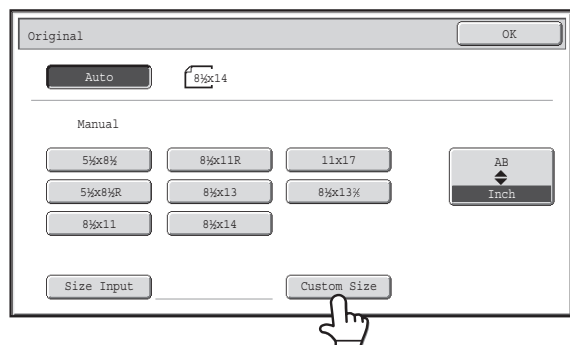 Original OK
Auto 8½x14
Manual
5½x8½ 8½x11R 11x17 AB
5½x8½R 8½x13 8½x13⅖ Inch
8½x11 8½x14
Size Input Custom Size